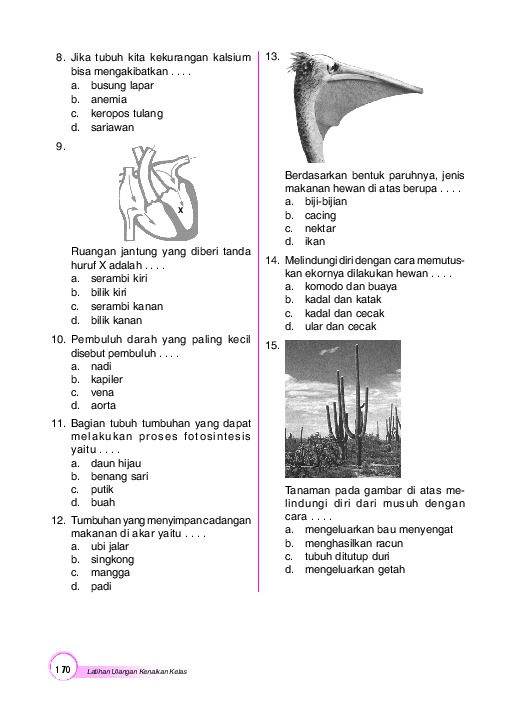 8. Jika tubuh kita kekurangan kalsium
bisa mengakibatkan . . . .
a. busung lapar
b. anemia
c. keropos tulang
d. sariawan
9.
X
Ruangan jantung yang diberi tanda
huruf X adalah . . . .
a. serambi kiri
b. bilik kiri
c. serambi kanan
d. bilik kanan
10. Pembuluh darah yang paling kecil
disebut pembuluh . . . .
a. nadi
b. kapiler
c. vena
d. aorta
11. Bagian tubuh tumbuhan yang dapat
melakukan proses fotosintesis
yaitu . . . .
a. daun hijau
b. benang sari
c. putik
d. buah
12. Tumbuhan yang menyimpan cadangan
makanan di akar yaitu . . . .
a. ubi jalar
b. singkong
c. mangga
d. padi
13.
Berdasarkan bentuk paruhnya, jenis
makanan hewan di atas berupa . . . .
a. biji-bijian
b. cacing
c. nektar
d. ikan
14. Melindungi diri dengan cara memutus-
kan ekornya dilakukan hewan . . . .
a. komodo dan buaya
b. kadal dan katak
c. kadal dan cecak
d. ular dan cecak
15.
Tanaman pada gambar di atas me-
lindungi diri dari musuh dengan
cara . . . .
a. mengeluarkan bau menyengat
b. menghasilkan racun
c. tubuh ditutup duri
d. mengeluarkan getah
170
Latihan Ulangan Kenaikan Kelas